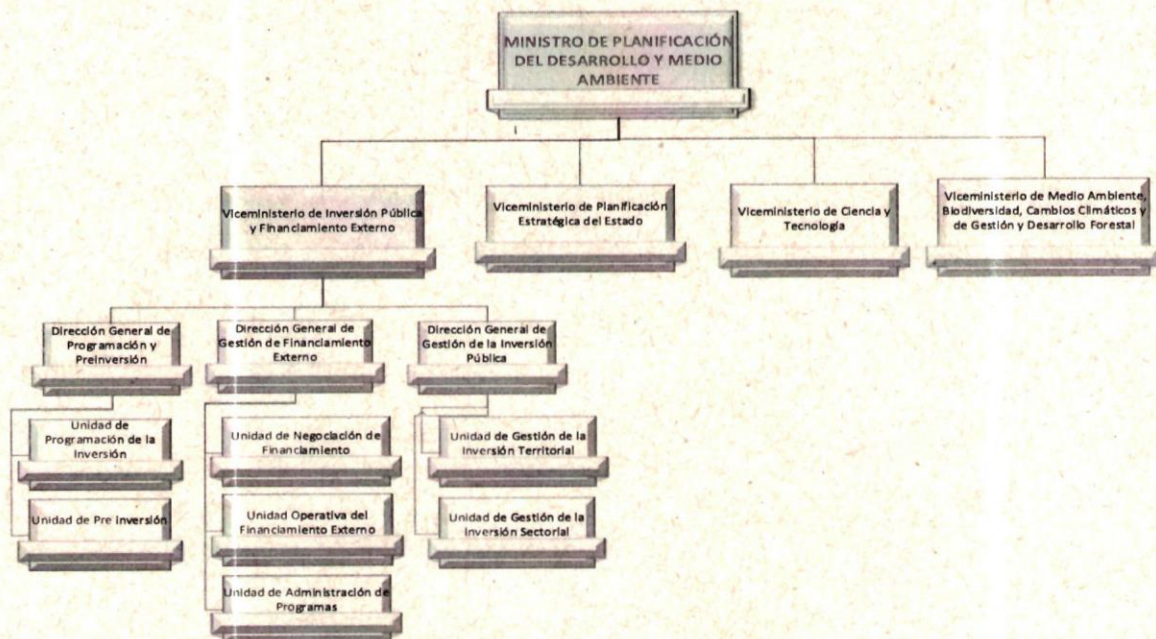 MINISTRO DE PLANIFICACIÓN
DEL DESARROLLO Y MEDIO
AMBIENTE
Viceministerio de Inversión Pública
y Financiamiento Externo
Viceministerio de Planificación
Estratégica del Estado
Viceministerio de Ciencia y
Tecnología
Viceministerio de Medio Ambiente,
Biodiversidad, Cambios Climáticos y
de Gestión y Desarrollo Forestal
Dirección General de
Programación y
Preinversión
Dirección General de
Gestión de Financiamiento
Externo
Dirección General de
Gestión de la Inversión
Pública
Unidad de
Programación de la
Inversión
Unidad de Pre inversión
Unidad de Negociación de
Financiamiento
Unidad Operativa del
Financiamiento Externo
Unidad de Administración de
Programas
Unidad de Gestión de la
Inversión Territorial
Unidad de Gestión de la
Inversión Sectorial